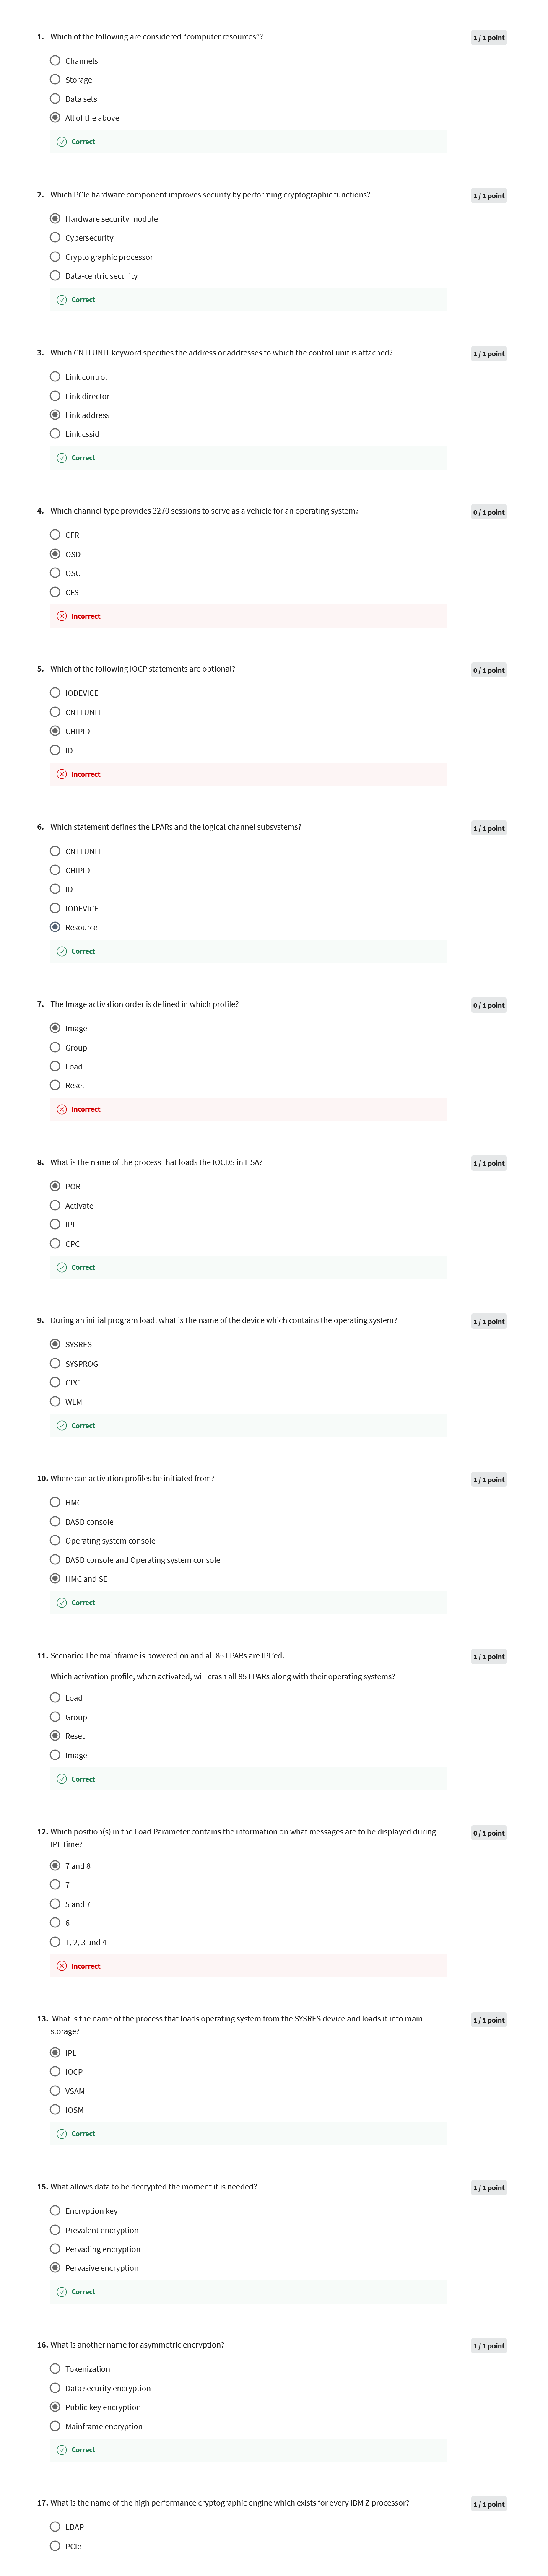 1. Which of the following are considered "computer resources"?
1 / 1 point
Channels
Storage
Data sets
All of the above
Correct
2. Which PCIe hardware component improves security by performing cryptographic functions?
1 / 1 point
Hardware security module
Cybersecurity
Crypto graphic processor
Data-centric security
Correct
3. Which CNTLUNIT keyword specifies the address or addresses to which the control unit is attached?
1 / 1 point
Link control
Link director
Link address
Link cssid
Correct
4. Which channel type provides 3270 sessions to serve as a vehicle for an operating system?
0 / 1 point
CFR
OSD
OSC
CFS
Incorrect
5. Which of the following IOCP statements are optional?
0 / 1 point
IODEVICE
CNTLUNIT
CHIPID
ID
Incorrect
6. Which statement defines the LPARs and the logical channel subsystems?
1 / 1 point
CNTLUNIT
CHIPID
ID
IODEVICE
Resource
Correct
7. The Image activation order is defined in which profile?
0 / 1 point
Image
Group
Load
Reset
Incorrect
8. What is the name of the process that loads the IOCDS in HSA?
1 / 1 point
POR
Activate
IPL
CPC
Correct
9. During an initial program load, what is the name of the device which contains the operating system?
1 / 1 point
SYSRES
SYSPROG
CPC
WLM
Correct
10. Where can activation profiles be initiated from?
1 / 1 point
HMC
DASD console
Operating system console
DASD console and Operating system console
HMC and SE
Correct
11. Scenario: The mainframe is powered on and all 85 LPARs are IPL'ed.
1 / 1 point
Which activation profile, when activated, will crash all 85 LPARs along with their operating systems?
Load
Group
Reset
Image
Correct
12. Which position(s) in the Load Parameter contains the information on what messages are to be displayed during
0 / 1 point
IPL time?
7 and 8
7
5 and 7
6
1, 2, 3 and 4
Incorrect
13. What is the name of the process that loads operating system from the SYSRES device and loads it into main
1 / 1 point
storage?
IPL
IOCP
VSAM
IOSM
Correct
15. What allows data to be decrypted the moment it is needed?
1 / 1 point
Encryption key
Prevalent encryption
Pervading encryption
Pervasive encryption
Correct
16. What is another name for asymmetric encryption?
1 / 1 point
Tokenization
Data security encryption
Public key encryption
Mainframe encryption
Correct
17. What is the name of the high performance cryptographic engine which exists for every IBM Z processor?
1 / 1 point
LDAP
PCIe